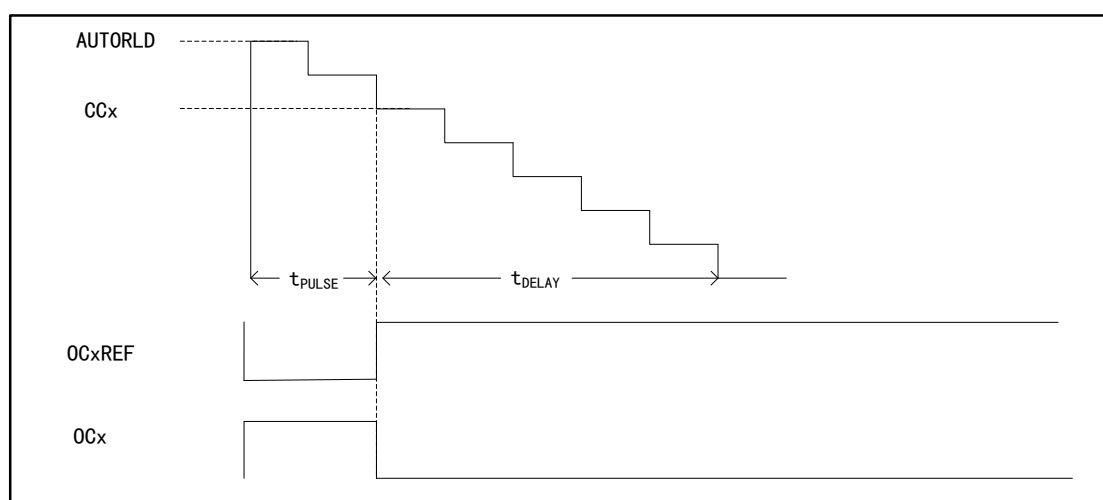 AUTORLD
CCx
tPULSE
tDELAY
OCxREF
OCx